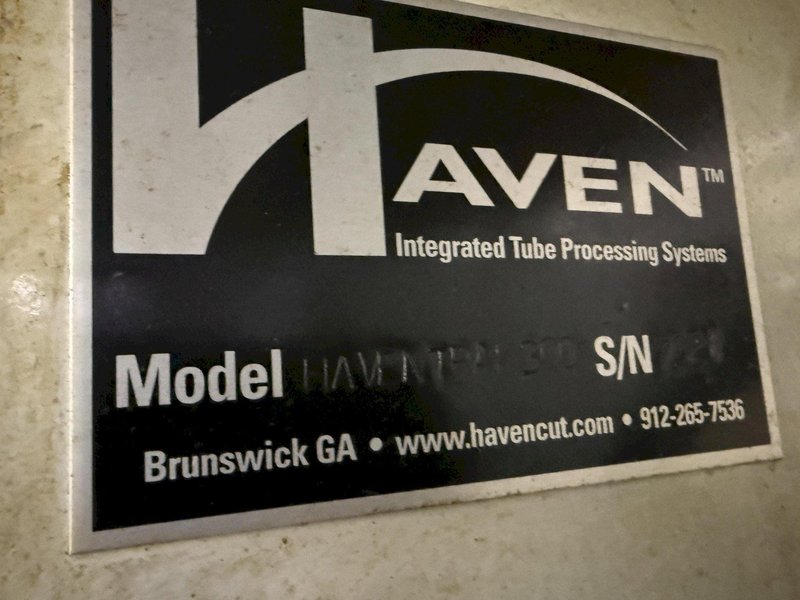 HAVEN™
Integrated Tube Processing Systems
Model S/N
Brunswick GA • www.havencut.com • 912-265-7536